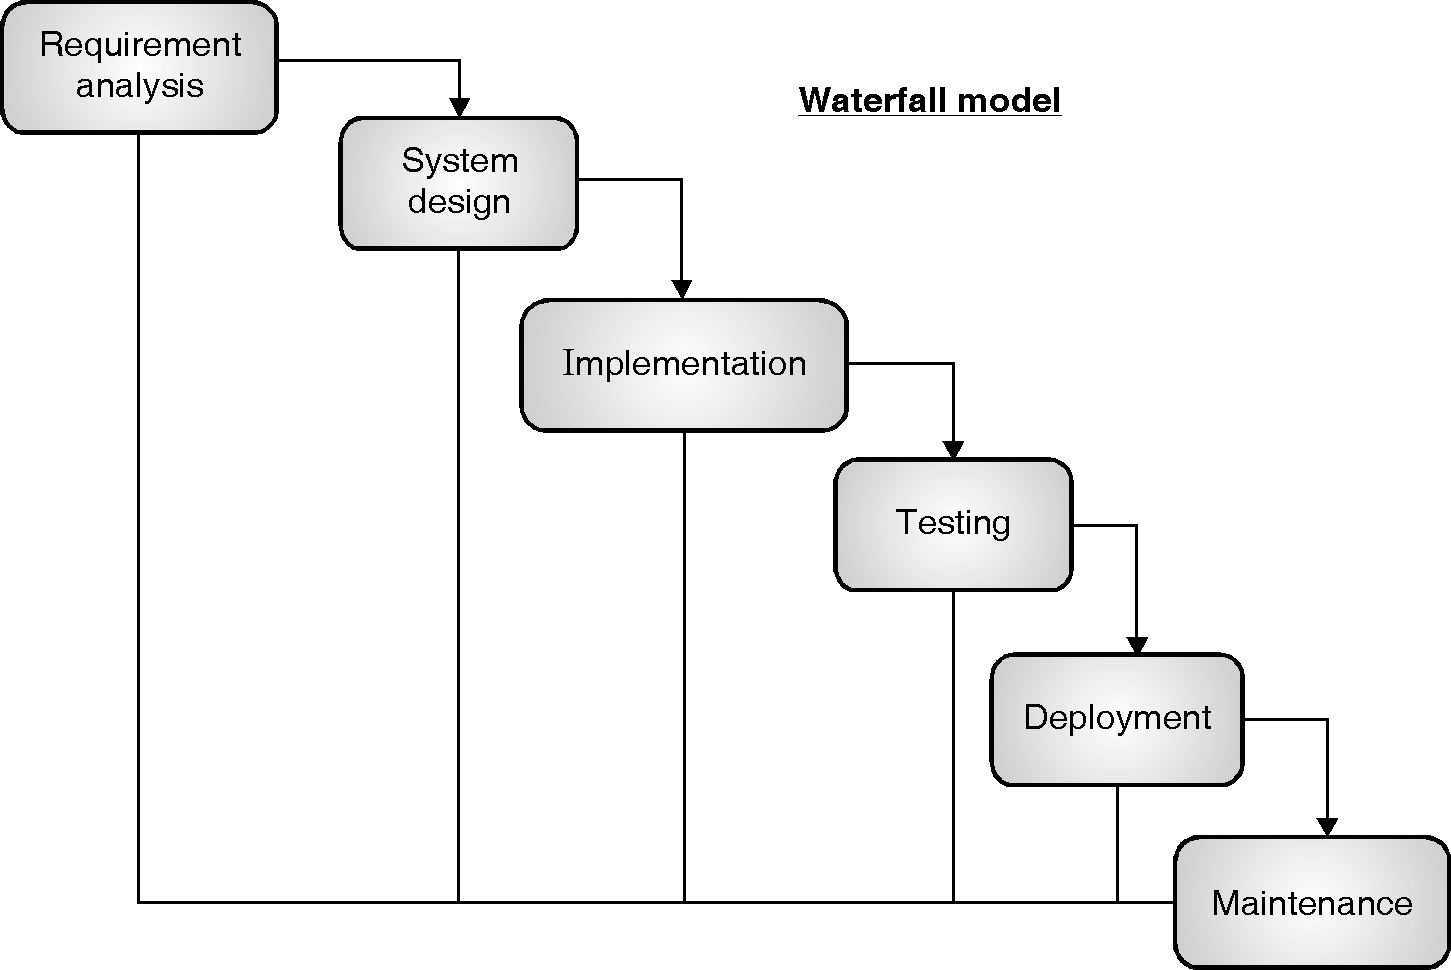 Requirement
analysis
Waterfall model
System
design
Implementation
Testing
Deployment
Maintenance